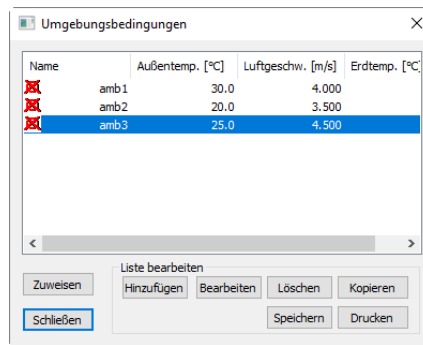 Umgebungsbedingungen
Name Außentemp. [°C] Luftgeschw. [m/s] Erdtemp. [°C]
amb1 30.0 4.000
amb2 20.0 3.500
amb3 25.0 4.500
Liste bearbeiten
Zuweisen Hinzufügen Bearbeiten Löschen Kopieren
Schließen Speichern Drucken